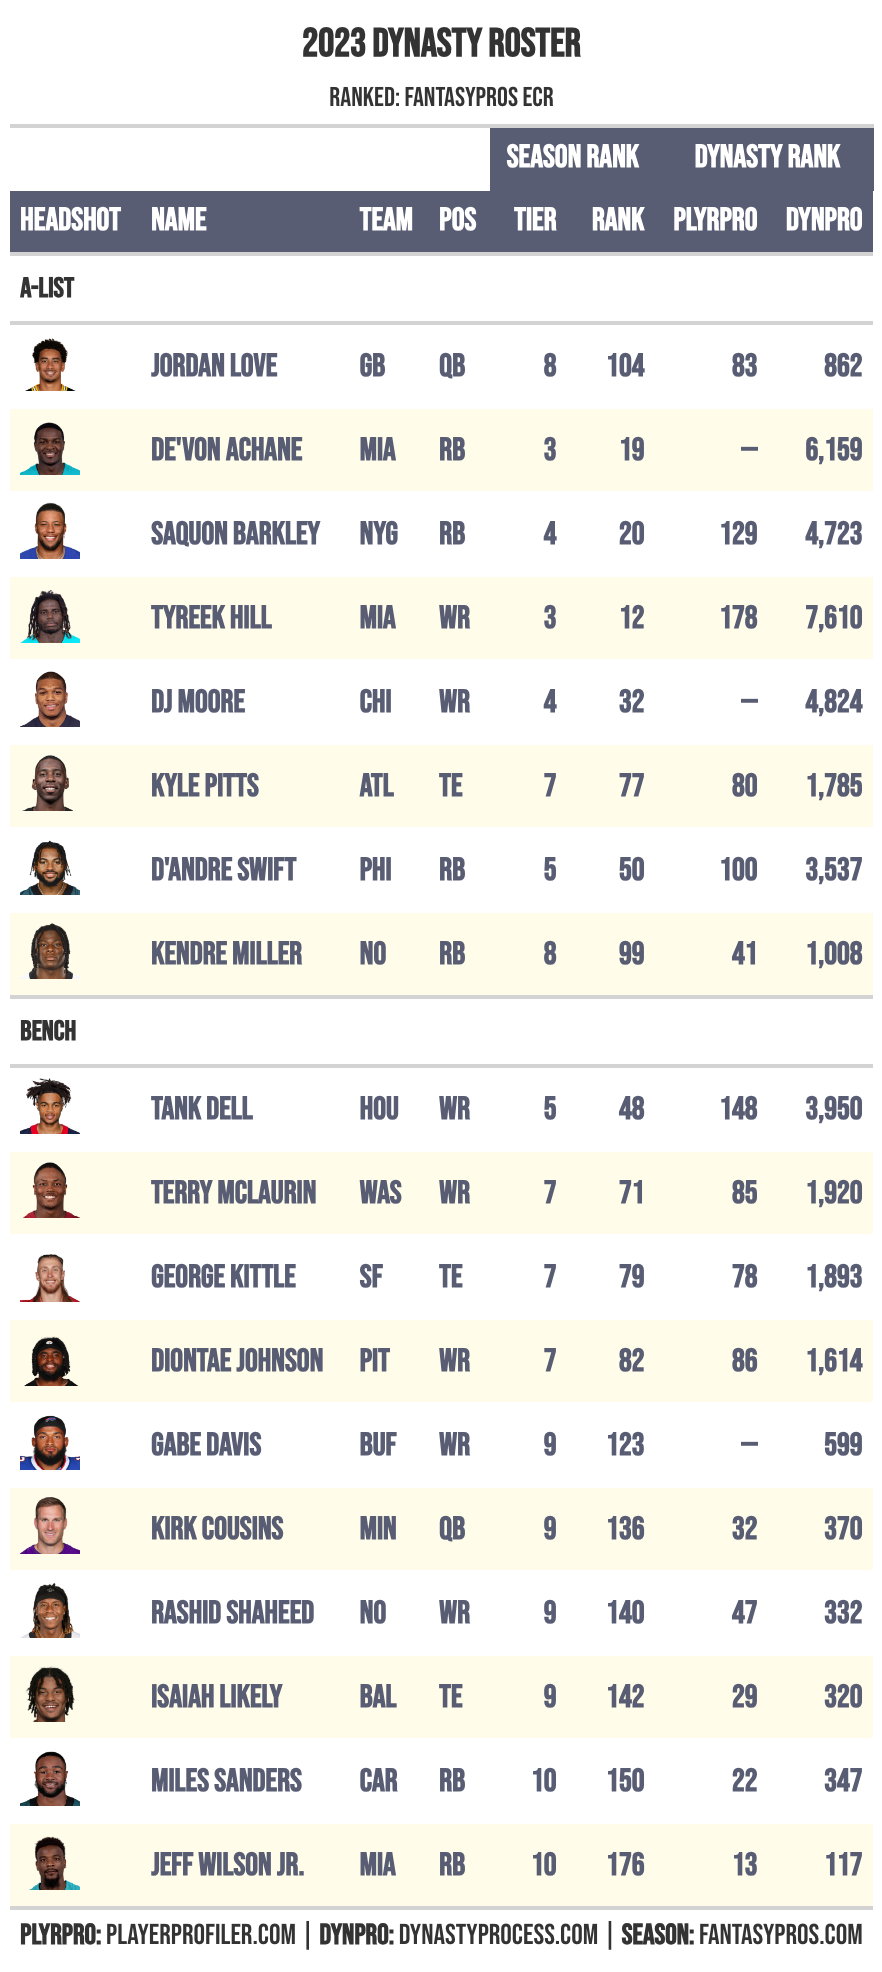 2023 DYNASTY ROSTER
RANKED: FANTASYPROS ECR
SEASON RANK DYNASTY RANK
HEADSHOT NAME TEAM POS TIER RANK PLYRPRO DYNPRO
A-LIST
JORDAN LOVE GB QB 8 104 83 862
DE'VON ACHANE MIA RB 3 19 — 6,159
SAQUON BARKLEY NYG RB 4 20 129 4,723
TYREEK HILL MIA WR 3 12 178 7,610
DJ MOORE CHI WR 4 32 — 4,824
KYLE PITTS ATL TE 7 77 80 1,785
D'ANDRE SWIFT PHI RB 5 50 100 3,537
KENDRE MILLER NO RB 8 99 41 1,008
BENCH
TANK DELL HOU WR 5 48 148 3,950
TERRY MCLAURIN WAS WR 7 71 85 1,920
GEORGE KITTLE SF TE 7 79 78 1,893
DIONTAE JOHNSON PIT WR 7 82 86 1,614
GABE DAVIS BUF WR 9 123 — 599
KIRK COUSINS MIN QB 9 136 32 370
RASHID SHAHEED NO WR 9 140 47 332
ISAIAH LIKELY BAL TE 9 142 29 320
MILES SANDERS CAR RB 10 150 22 347
JEFF WILSON JR. MIA RB 10 176 13 117
PLYRPRO: PLAYERPROFILER.COM | DYNPRO: DYNASTYPROCESS.COM | SEASON: FANTASYPROS.COM